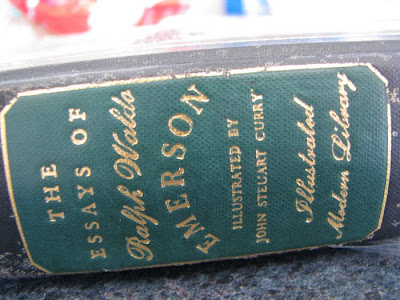 THE
ESSAYS OF
Ralph Waldo
EMERSON
ILLUSTRATED BY
JOHN STEUART CURRY
Illustrated
Modern Library